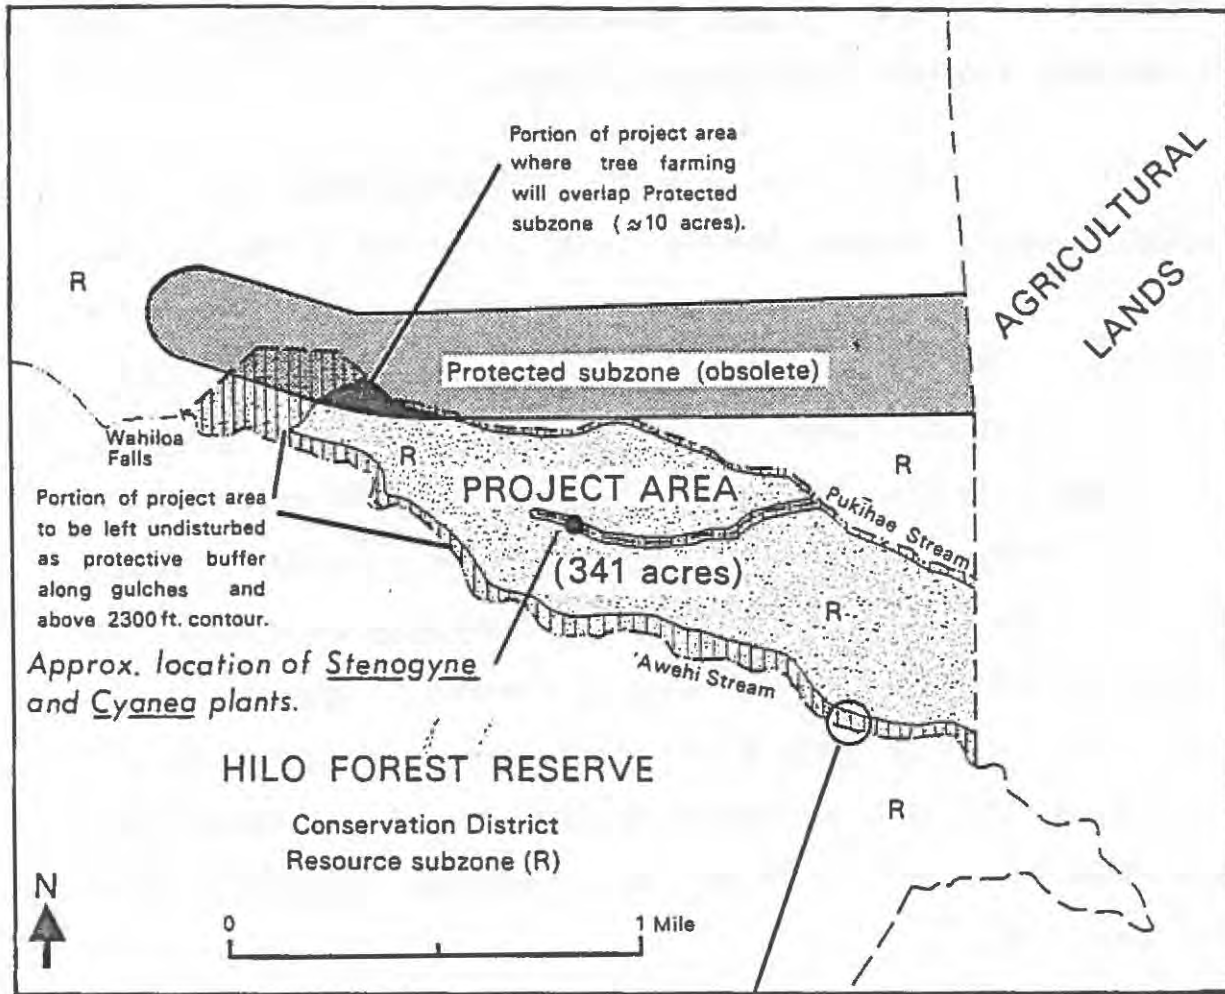 Portion of project area
where tree farming
will overlap Protected
subzone (≈10 acres).
AGRICULTURAL
LANDS
R
Protected subzone (obsolete)
Wahiloa
Falls
R
R
PROJECT AREA
Pukihae Stream
Portion of project area
to be left undisturbed
as protective buffer
along gulches and
above 2300 ft. contour.
(341 acres)
R
Approx. location of Stenogyne
and Cyanea plants.
'Awehi Stream
HILO FOREST RESERVE
R
Conservation District
Resource subzone (R)
N
0
1 Mile